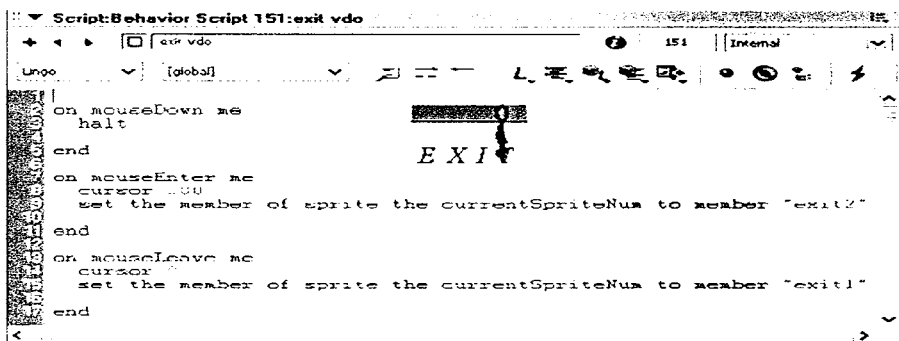 Script:Behavior Script 151:exit vdo
exit vdo 151 Internal
Lingo [global]
on mouseDown me
halt
end
E X I T
on mouseEnter me
cursor
set the member of sprite the currentSpriteNum to member "exit2"
end
on mouseLeave me
cursor
set the member of sprite the currentSpriteNum to member "exit1"
end